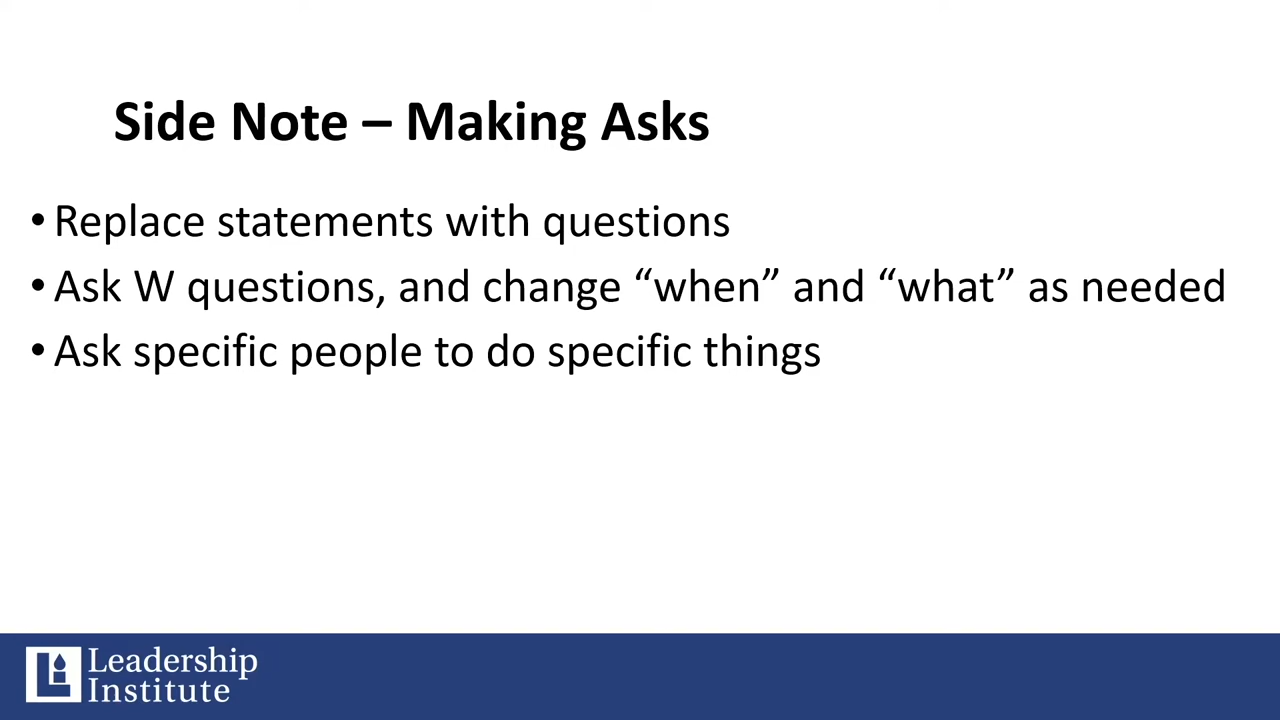 Side Note – Making Asks
• Replace statements with questions
• Ask W questions, and change “when” and “what” as needed
• Ask specific people to do specific things
Leadership
Institute